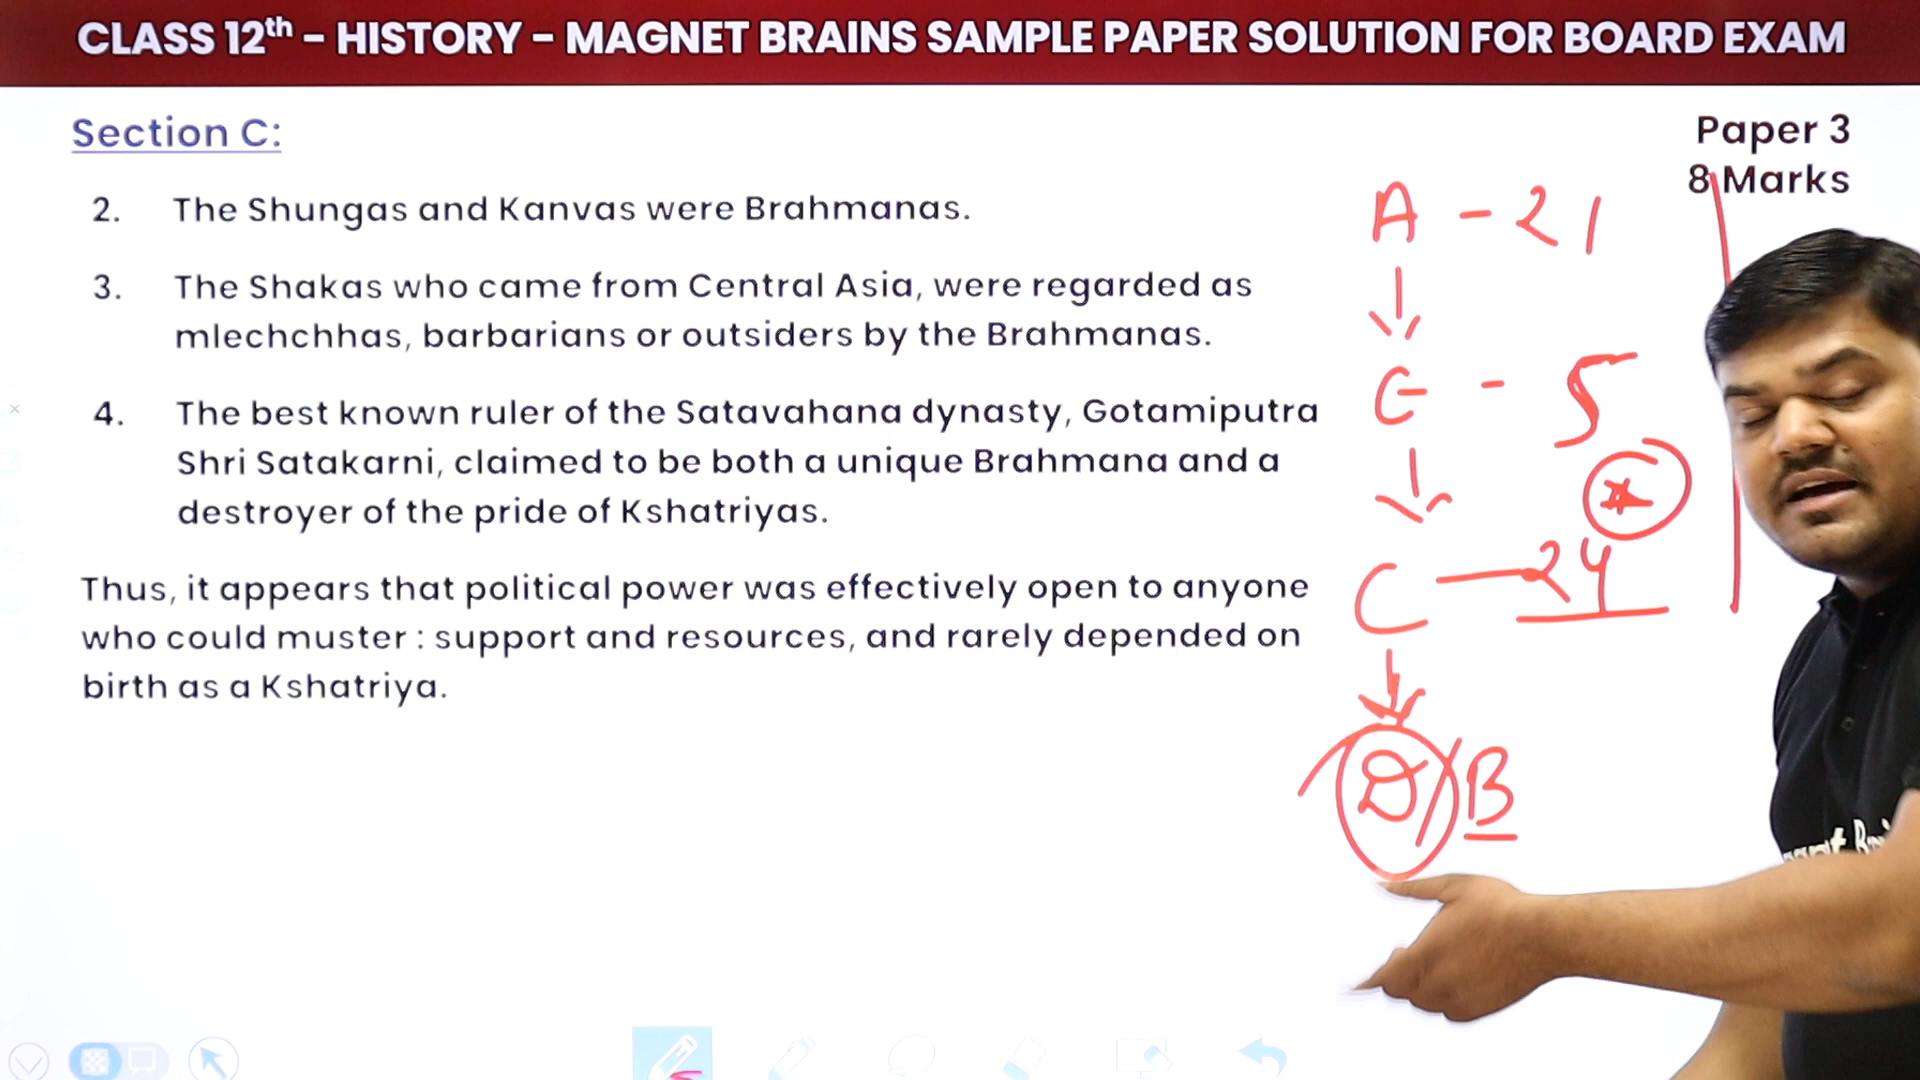 CLASS 12th – HISTORY – MAGNET BRAINS SAMPLE PAPER SOLUTION FOR BOARD EXAM
Section C:
Paper 3
8 Marks
2. The Shungas and Kanvas were Brahmanas.
3. The Shakas who came from Central Asia, were regarded as
mlechchhas, barbarians or outsiders by the Brahmanas.
4. The best known ruler of the Satavahana dynasty, Gotamiputra
Shri Satakarni, claimed to be both a unique Brahmana and a
destroyer of the pride of Kshatriyas.
Thus, it appears that political power was effectively open to anyone
who could muster : support and resources, and rarely depended on
birth as a Kshatriya.
A - 21
E - 5
C — 24
D/B